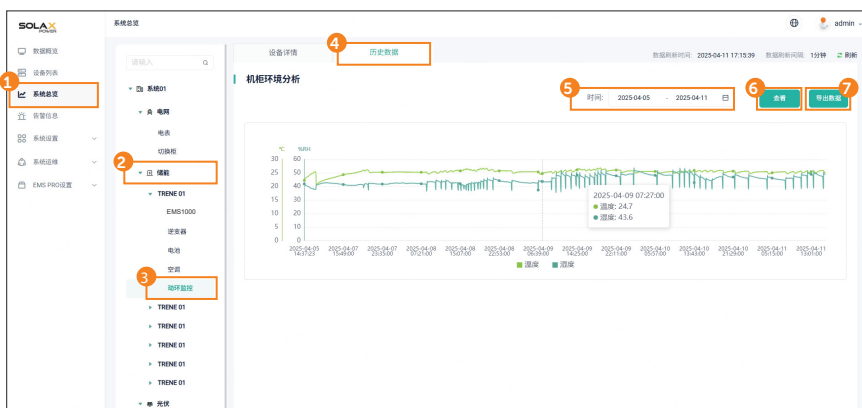 SOLAX
POWER
系统总览
admin
数据概览
设备列表
系统总览
告警信息
系统设置
系统运维
EMS PRO设置
1
2
3
4
5
6
7
请输入
系统01
电网
电表
切换柜
储能
TRENE 01
EMS1000
逆变器
电池
空调
动环监控
TRENE 01
TRENE 01
TRENE 01
TRENE 01
TRENE 01
光伏
设备详情
历史数据
数据刷新时间: 2025-04-11 17:15:39 数据刷新间隔: 1分钟 刷新
机柜环境分析
时间: 2025-04-05 - 2025-04-11
查看
导出数据
℃ %RH
30 60
25 50
20 40
15 30
10 20
5 10
0 0
2025-04-09 07:27:00
温度: 24.7
湿度: 43.6
2025-04-05 14:37:23
2025-04-07 15:49:00
2025-04-07 23:35:00
2025-04-08 07:21:00
2025-04-08 15:07:00
2025-04-08 22:53:00
2025-04-09 06:39:00
2025-04-09 14:25:00
2025-04-09 22:11:00
2025-04-10 05:57:00
2025-04-10 13:43:00
2025-04-10 21:29:00
2025-04-11 05:15:00
2025-04-11 13:01:00
温度 湿度